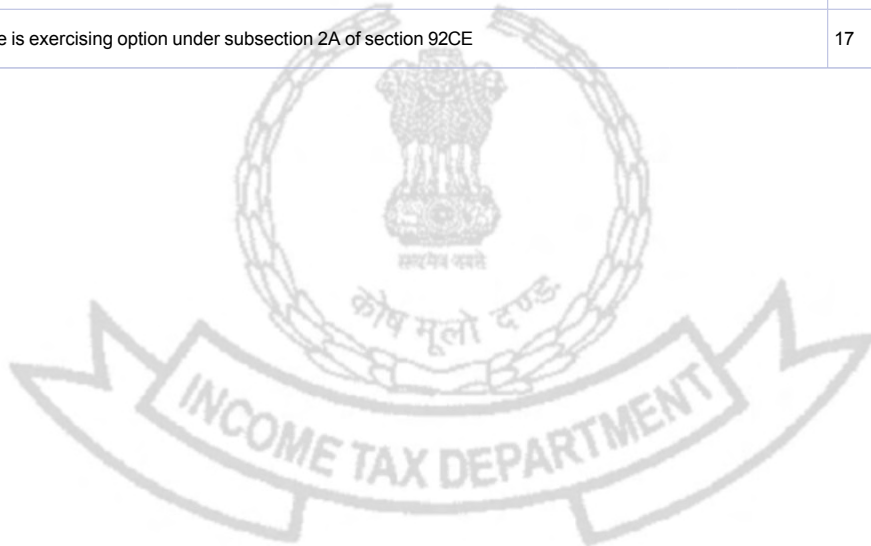 e is exercising option under subsection 2A of section 92CE 17
सत्यमेव जयते
कोष मूलो दण्डः
INCOME TAX DEPARTMENT